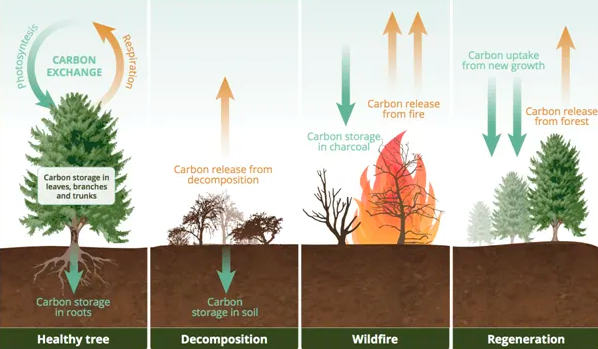 Photosyntesis
CARBON
EXCHANGE
Respiration
Carbon storage in
leaves, branches
and trunks
Carbon storage
in roots
Healthy tree
Carbon release from
decomposition
Carbon
storage in soil
Decomposition
Carbon release
from fire
Carbon storage
in charcoal
Wildfire
Carbon uptake
from new growth
Carbon release
from forest
Regeneration